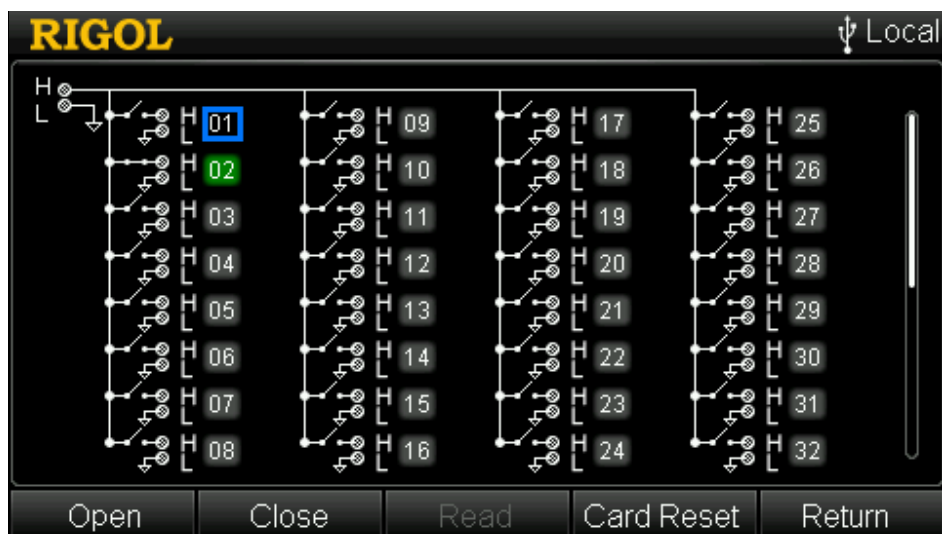 RIGOL Local
H
L
H 01 H 09 H 17 H 25
L L L L
H 02 H 10 H 18 H 26
L L L L
H 03 H 11 H 19 H 27
L L L L
H 04 H 12 H 20 H 28
L L L L
H 05 H 13 H 21 H 29
L L L L
H 06 H 14 H 22 H 30
L L L L
H 07 H 15 H 23 H 31
L L L L
H 08 H 16 H 24 H 32
L L L L
Open Close Read Card Reset Return